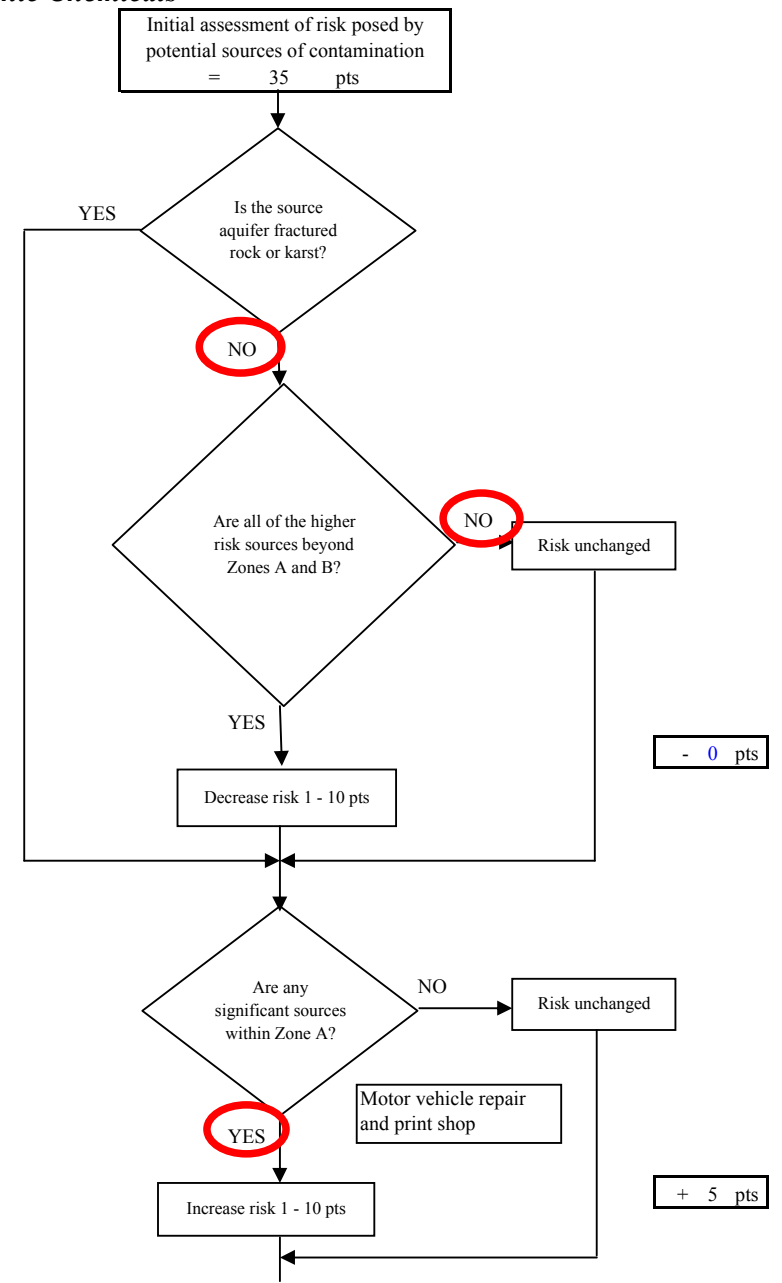 Initial assessment of risk posed by
potential sources of contamination
= 35 pts
YES
Is the source
aquifer fractured
rock or karst?
NO
Are all of the higher
risk sources beyond
Zones A and B?
NO
Risk unchanged
YES
- 0 pts
Decrease risk 1 - 10 pts
Are any
significant sources
within Zone A?
NO
Risk unchanged
Motor vehicle repair
and print shop
YES
+ 5 pts
Increase risk 1 - 10 pts